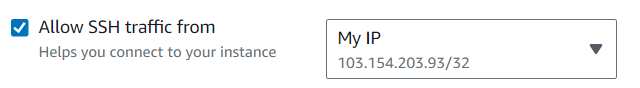 Allow SSH traffic from
Helps you connect to your instance
My IP
103.154.203.93/32